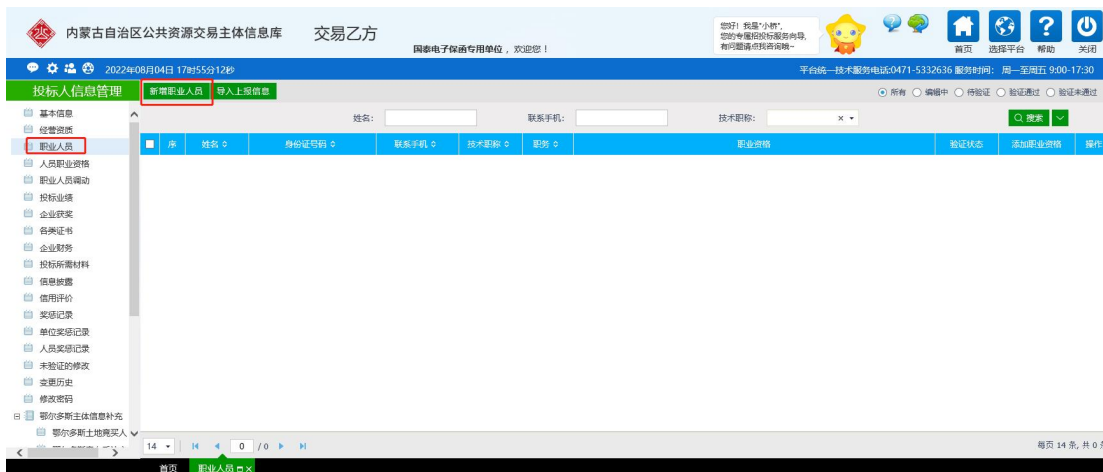 内蒙古自治区公共资源交易主体信息库 交易乙方
国泰电子保函专用单位，欢迎您！
您好！我是"小桥"，
您的专属招投标服务向导，
有问题请点我咨询哦~
首页 选择平台 帮助 关闭
2022年08月04日 17时55分12秒
平台统一技术服务电话:0471-5332636 服务时间： 周一至周五 9:00-17:30
投标人信息管理
新增职业人员 导入上报信息
所有 编辑中 待验证 验证通过 验证未通过
姓名: 联系手机: 技术职称: 搜索
序 姓名 身份证号码 联系手机 技术职称 职务 职业资格 验证状态 添加职业资格 操作
基本信息
经营资质
职业人员
人员职业资格
职业人员调动
投标业绩
企业获奖
各类证书
企业财务
投标所需材料
信息披露
信用评价
奖惩记录
单位奖惩记录
人员奖惩记录
未验证的修改
变更历史
修改密码
鄂尔多斯主体信息补充
鄂尔多斯土地竞买人
14 0 / 0 每页 14 条, 共 0
首页 职业人员